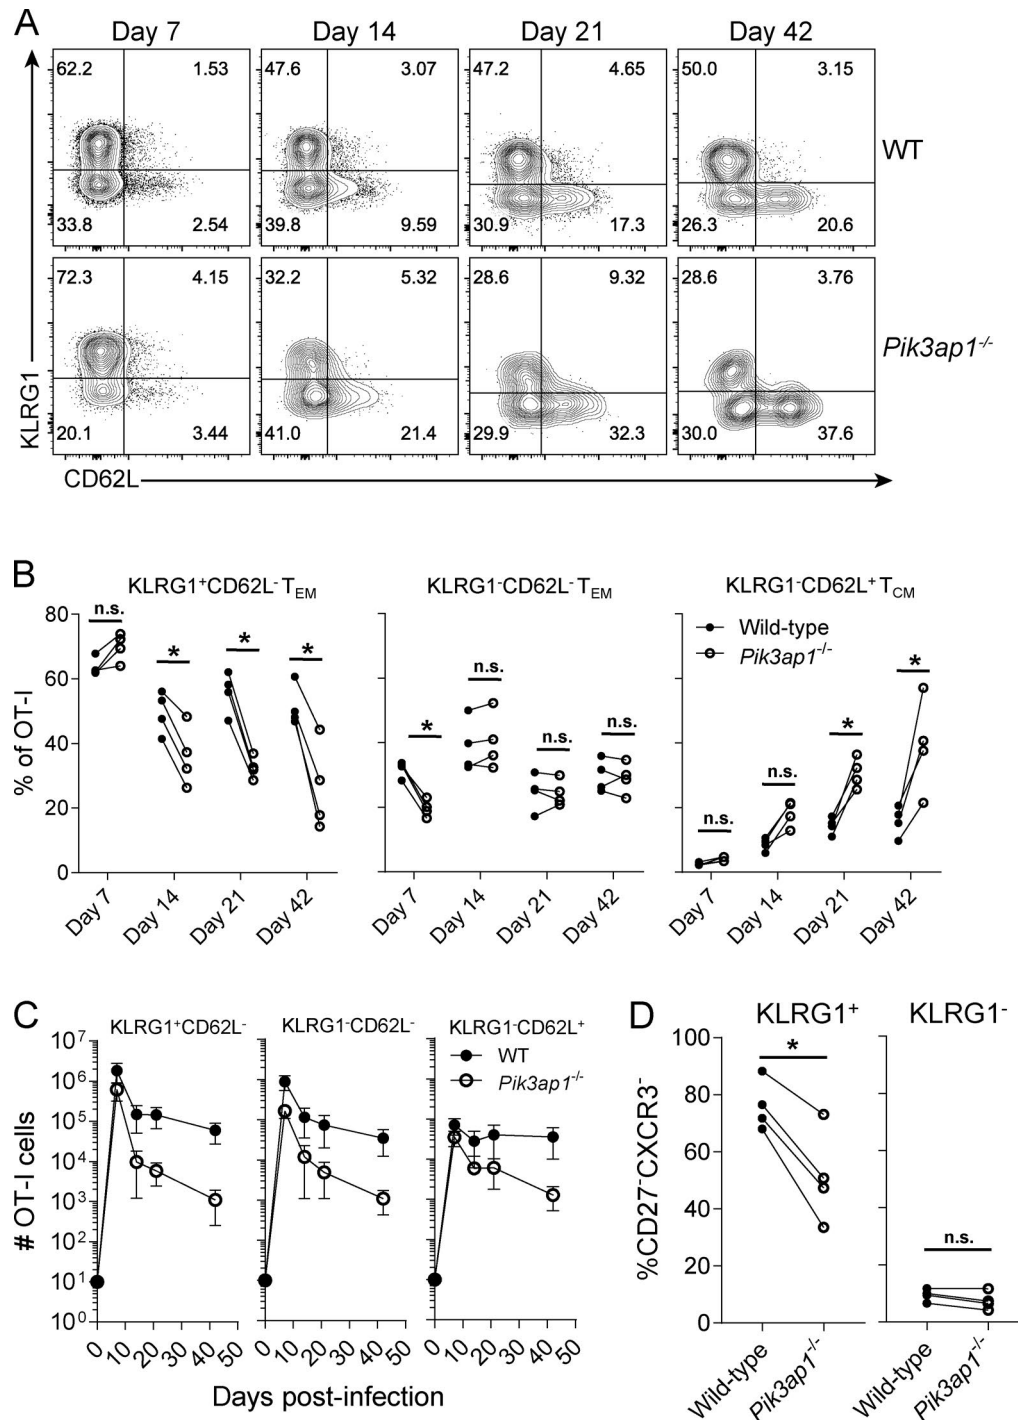 A
Day 7 Day 14 Day 21 Day 42
62.2 1.53 47.6 3.07 47.2 4.65 50.0 3.15
WT
33.8 2.54 39.8 9.59 30.9 17.3 26.3 20.6
72.3 4.15 32.2 5.32 28.6 9.32 28.6 3.76
Pik3ap1-/-
20.1 3.44 41.0 21.4 29.9 32.3 30.0 37.6
KLRG1
CD62L
B
KLRG1+CD62L- TEM KLRG1-CD62L- TEM KLRG1-CD62L+ TCM
% of OT-I
80
60
40
20
0
n.s. * * *
* n.s. n.s. n.s.
n.s. n.s. * *
Wild-type
Pik3ap1-/-
Day 7 Day 14 Day 21 Day 42 Day 7 Day 14 Day 21 Day 42 Day 7 Day 14 Day 21 Day 42
C
KLRG1+CD62L- KLRG1-CD62L- KLRG1-CD62L+
WT
Pik3ap1-/-
# OT-I cells
10^7
10^6
10^5
10^4
10^3
10^2
10^1
10^0
0 10 20 30 40 50 0 10 20 30 40 50 0 10 20 30 40 50
Days post-infection
D
KLRG1+ KLRG1-
%CD27-CXCR3-
100
80
60
40
20
0
*
n.s.
Wild-type Pik3ap1-/- Wild-type Pik3ap1-/-